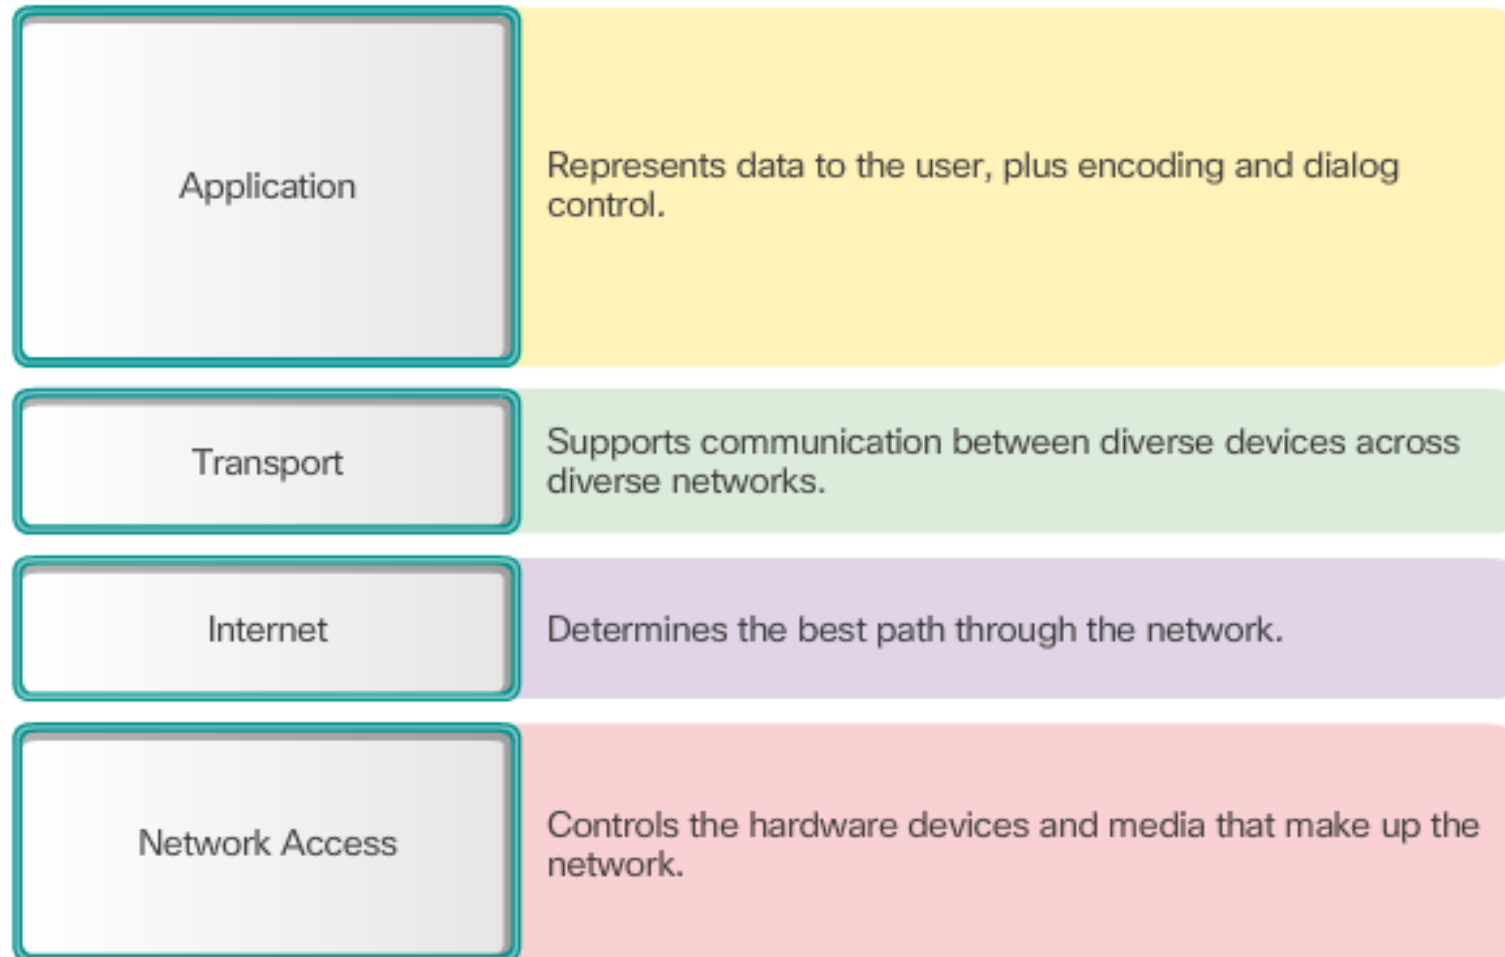 Application
Represents data to the user, plus encoding and dialog
control.
Transport
Supports communication between diverse devices across
diverse networks.
Internet
Determines the best path through the network.
Network Access
Controls the hardware devices and media that make up the
network.